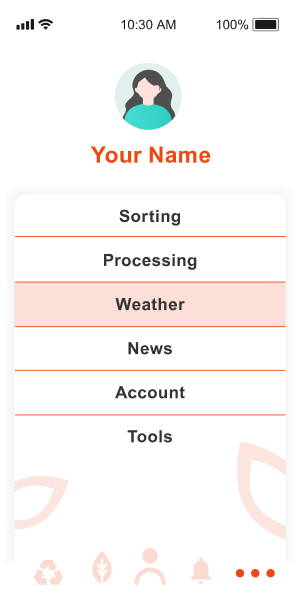 10:30 AM
100%
Your Name
Sorting
Processing
Weather
News
Account
Tools